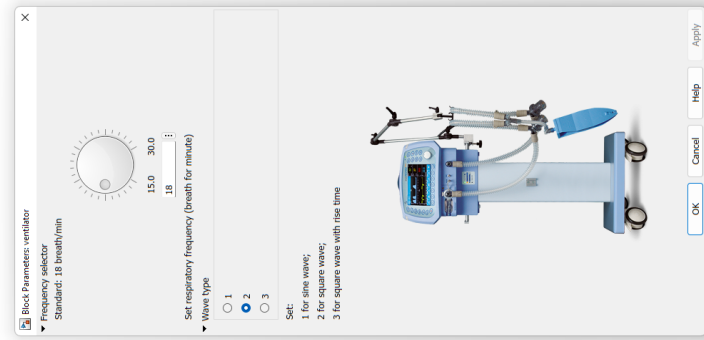 Block Parameters: ventilator
Frequency selector
Standard: 18 breath/min
15.0 30.0
18
Set respiratory frequency (breath for minute)
Wave type
1
2
3
Set:
1 for sine wave;
2 for square wave;
3 for square wave with rise time
OK Cancel Help Apply